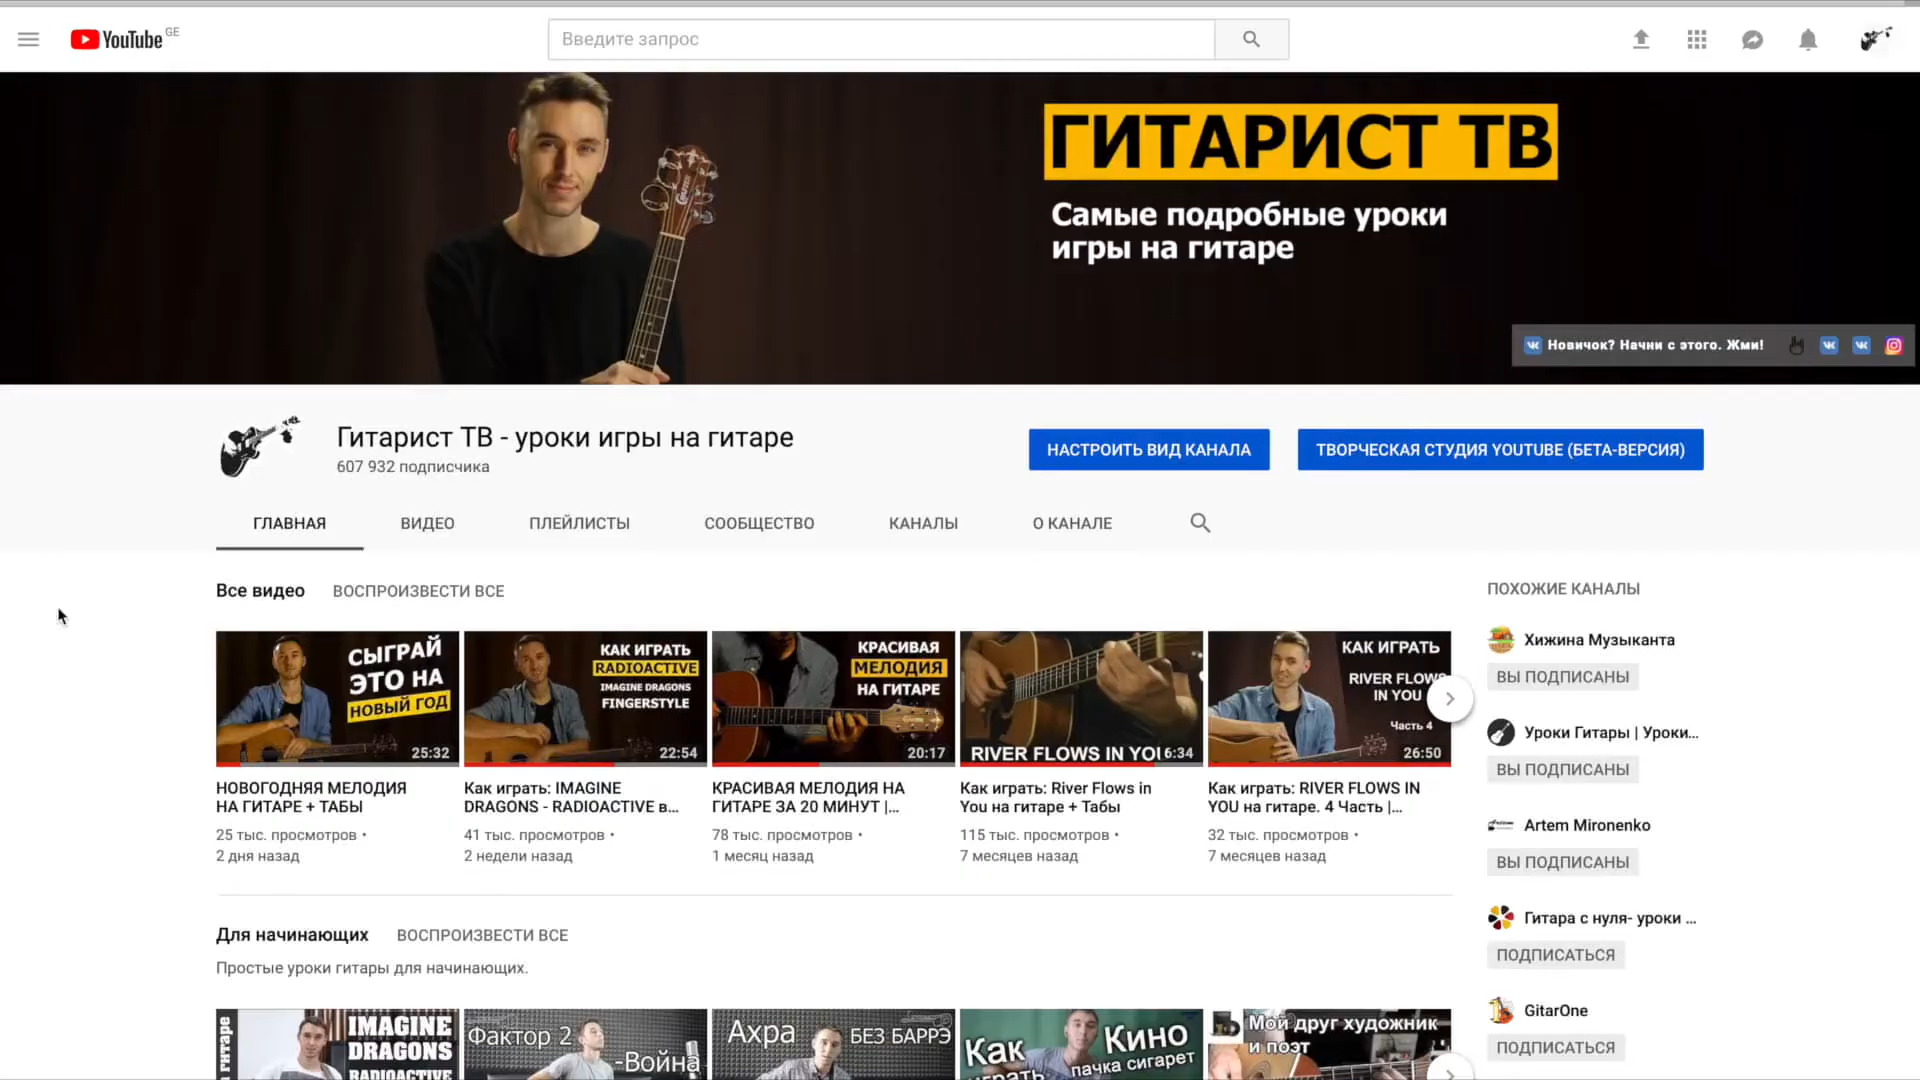 YouTube GE
Введите запрос
ГИТАРИСТ ТВ
Самые подробные уроки
игры на гитаре
Новичок? Начни с этого. Жми!
Гитарист ТВ - уроки игры на гитаре
607 932 подписчика
НАСТРОИТЬ ВИД КАНАЛА
ТВОРЧЕСКАЯ СТУДИЯ YOUTUBE (БЕТА-ВЕРСИЯ)
ГЛАВНАЯ ВИДЕО ПЛЕЙЛИСТЫ СООБЩЕСТВО КАНАЛЫ О КАНАЛЕ
Все видео ВОСПРОИЗВЕСТИ ВСЕ
СЫГРАЙ
ЭТО НА
НОВЫЙ ГОД
25:32
НОВОГОДНЯЯ МЕЛОДИЯ
НА ГИТАРЕ + ТАБЫ
25 тыс. просмотров •
2 дня назад
КАК ИГРАТЬ
RADIOACTIVE
IMAGINE DRAGONS
FINGERSTYLE
22:54
Как играть: IMAGINE
DRAGONS - RADIOACTIVE в...
41 тыс. просмотров •
2 недели назад
КРАСИВАЯ
МЕЛОДИЯ
НА ГИТАРЕ
20:17
КРАСИВАЯ МЕЛОДИЯ НА
ГИТАРЕ ЗА 20 МИНУТ |...
78 тыс. просмотров •
1 месяц назад
RIVER FLOWS IN YOU
6:34
Как играть: River Flows in
You на гитаре + Табы
115 тыс. просмотров •
7 месяцев назад
КАК ИГРАТЬ
RIVER FLOWS
IN YOU
Часть 4
26:50
Как играть: RIVER FLOWS IN
YOU на гитаре. 4 Часть |...
32 тыс. просмотров •
7 месяцев назад
Для начинающих ВОСПРОИЗВЕСТИ ВСЕ
Простые уроки гитары для начинающих.
гитаре
IMAGINE
DRAGONS
RADIOACTIVE
Фактор 2
-Война
Ахра БЕЗ БАРРЭ
Как
играть
Кино
пачка сигарет
Мой друг художник
и поэт
ПОХОЖИЕ КАНАЛЫ
Хижина Музыканта
ВЫ ПОДПИСАНЫ
Уроки Гитары | Уроки...
ВЫ ПОДПИСАНЫ
Artem Mironenko
ВЫ ПОДПИСАНЫ
Гитара с нуля- уроки ...
ПОДПИСАТЬСЯ
GitarOne
ПОДПИСАТЬСЯ